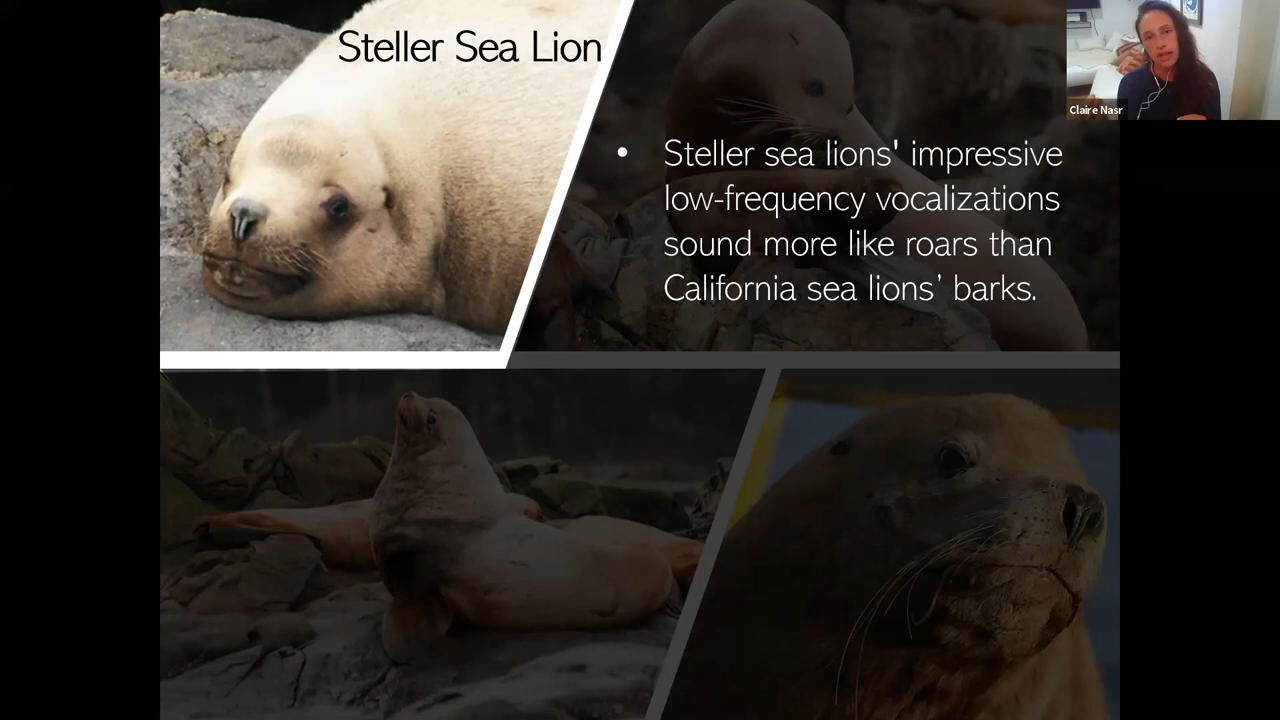 Steller Sea Lion
Claire Nasr
• Steller sea lions' impressive
low-frequency vocalizations
sound more like roars than
California sea lions’ barks.